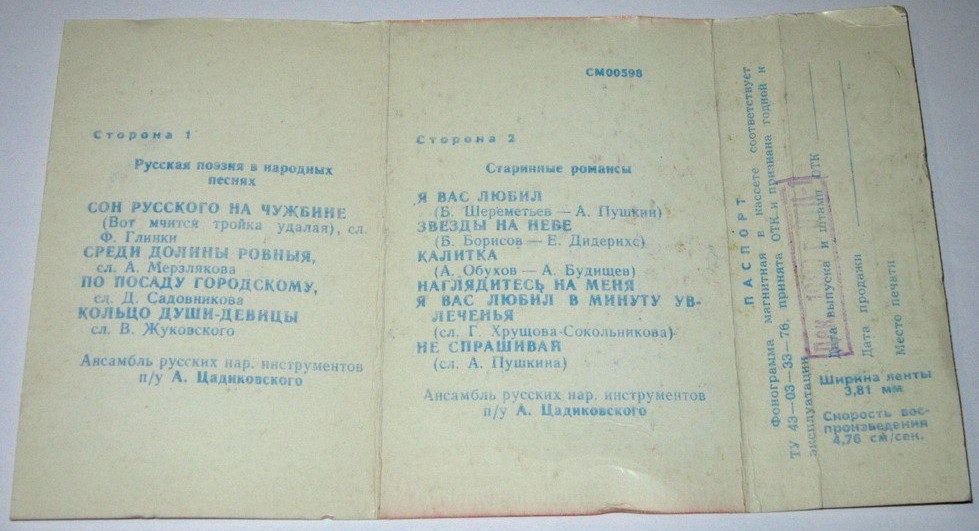 Сторона 1
Русская поэзия в народных
песнях
СОН РУССКОГО НА ЧУЖБИНЕ
(Вот мчится тройка удалая), сл.
Ф. Глинки
СРЕДИ ДОЛИНЫ РОВНЫЯ,
сл. А. Мерзлякова
ПО ПОСАДУ ГОРОДСКОМУ,
сл. Д. Садовникова
КОЛЬЦО ДУШИ-ДЕВИЦЫ
сл. В. Жуковского
Ансамбль русских нар. инструментов
п/у А. Цадиковского
СМ00598
Сторона 2
Старинные романсы
Я ВАС ЛЮБИЛ
(Б. Шереметьев — А. Пушкин)
ЗВЕЗДЫ НА НЕБЕ
(Б. Борисов — Е. Дидерихс)
КАЛИТКА
(А. Обухов — А. Будищев)
НАГЛЯДИТЕСЬ НА МЕНЯ
Я ВАС ЛЮБИЛ В МИНУТУ УВ-
ЛЕЧЕНЬЯ
(сл. Г. Хрущова-Сокольникова)
НЕ СПРАШИВАЙ
(сл. А. Пушкина)
Ансамбль русских нар. инструментов
п/у А. Цадиковского
ПАСПОРТ
Фонограмма магнитная в кассете соответствует
ТУ 43—03—33—76, принята ОТК и признана годной к
эксплуатации
Дата выпуска и штамп ОТК
Дата продажи
Место печати
Ширина ленты
3,81 мм
Скорость вос-
произведения
4,76 см/сек.